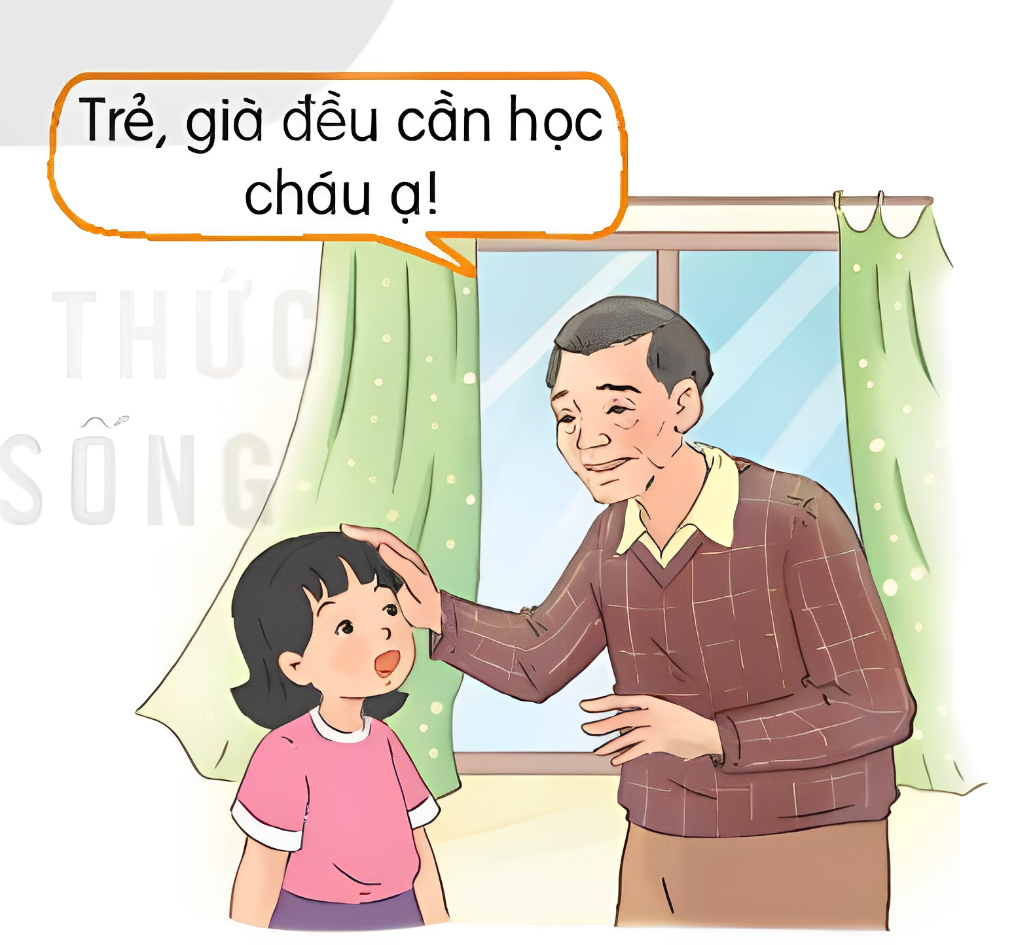 Trẻ, già đều cần học
cháu ạ!
THỨC
SỐNG